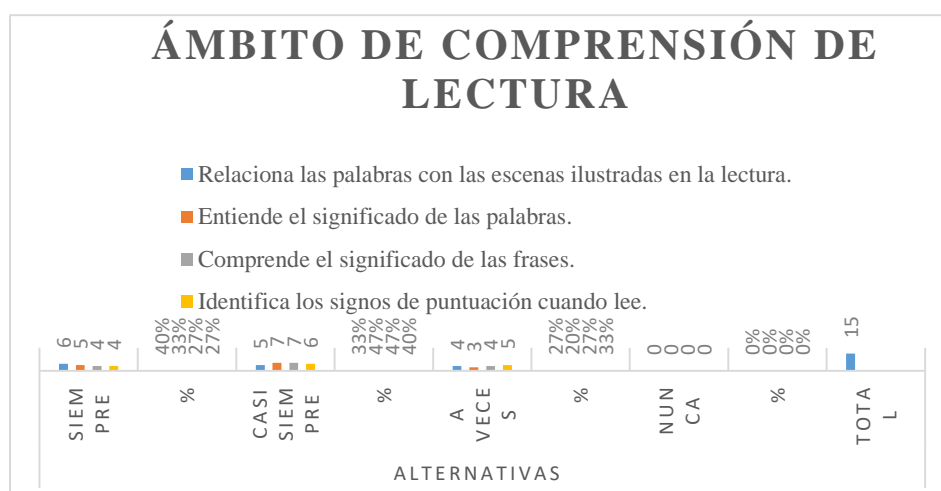 ÁMBITO DE COMPRENSIÓN DE
LECTURA
Relaciona las palabras con las escenas ilustradas en la lectura.
Entiende el significado de las palabras.
Comprende el significado de las frases.
Identifica los signos de puntuación cuando lee.
6
5
4
4
40%
33%
27%
27%
5
7
7
6
33%
47%
47%
40%
4
3
4
5
27%
20%
27%
33%
0
0
0
0
0%
0%
0%
0%
15
SIEM
PRE
%
CASI
SIEM
PRE
%
A
VECE
S
%
NUN
CA
%
TOTA
L
ALTERNATIVAS